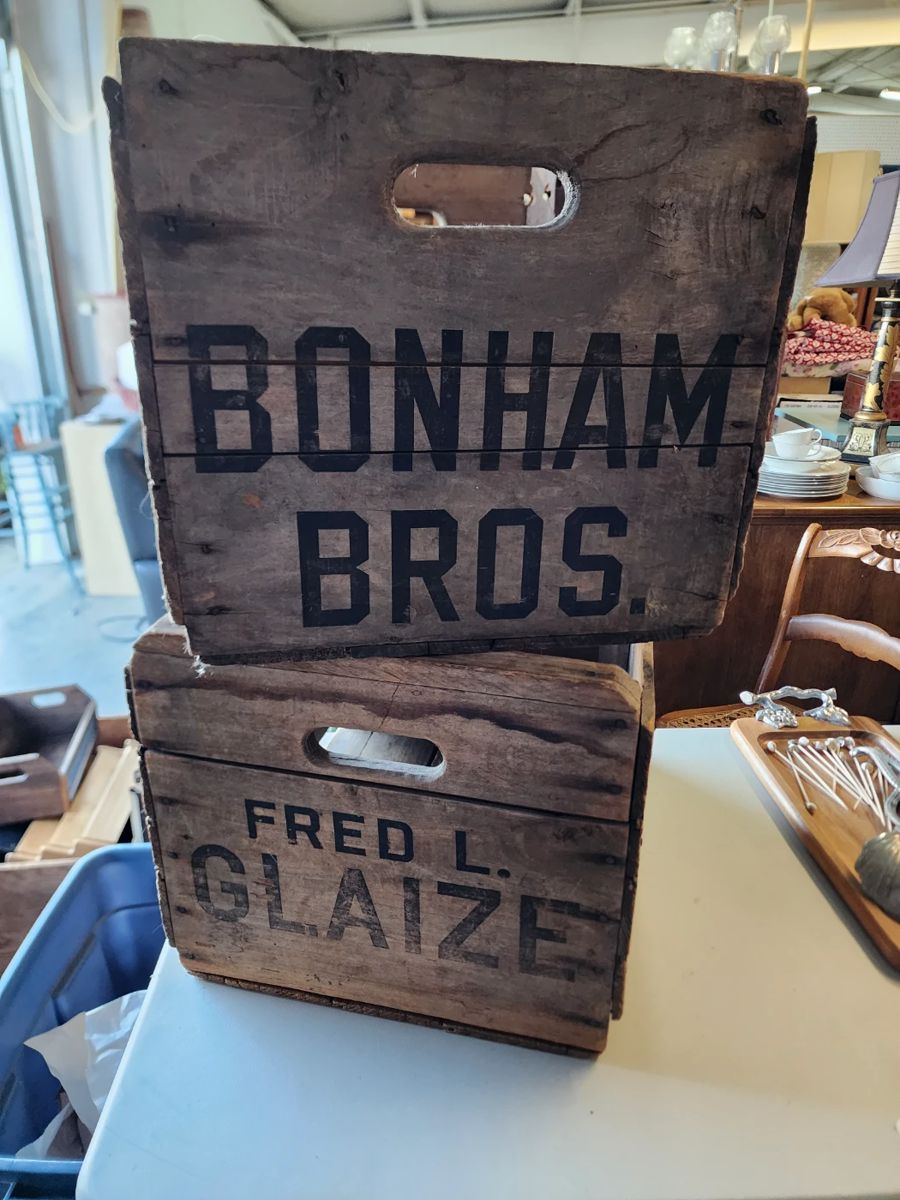 BONHAM
BROS.
FRED L.
GLAIZE